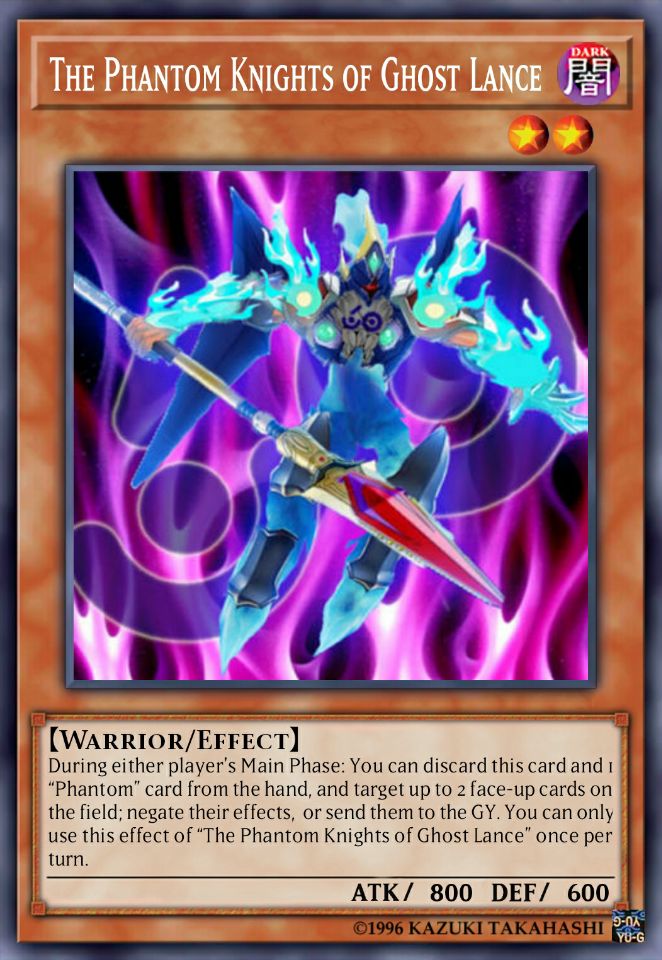 The Phantom Knights of Ghost Lance
DARK
闇
[Warrior/Effect]
During either player's Main Phase: You can discard this card and 1
“Phantom” card from the hand, and target up to 2 face-up cards on
the field; negate their effects, or send them to the GY. You can only
use this effect of “The Phantom Knights of Ghost Lance” once per
turn.
ATK/ 800 DEF/ 600
©1996 KAZUKI TAKAHASHI
YU-G
YU-G